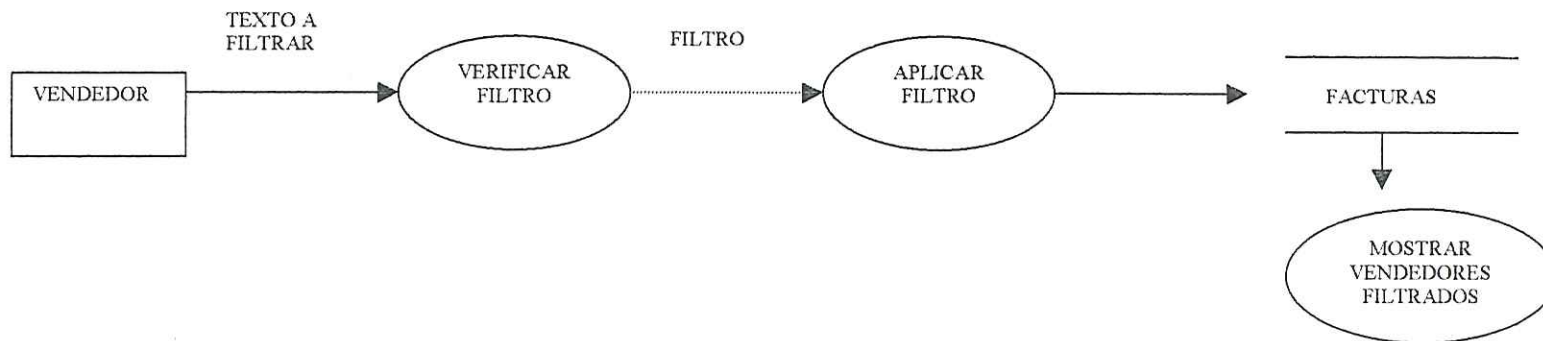 TEXTO A
FILTRAR
VENDEDOR
VERIFICAR
FILTRO
FILTRO
APLICAR
FILTRO
FACTURAS
MOSTRAR
VENDEDORES
FILTRADOS